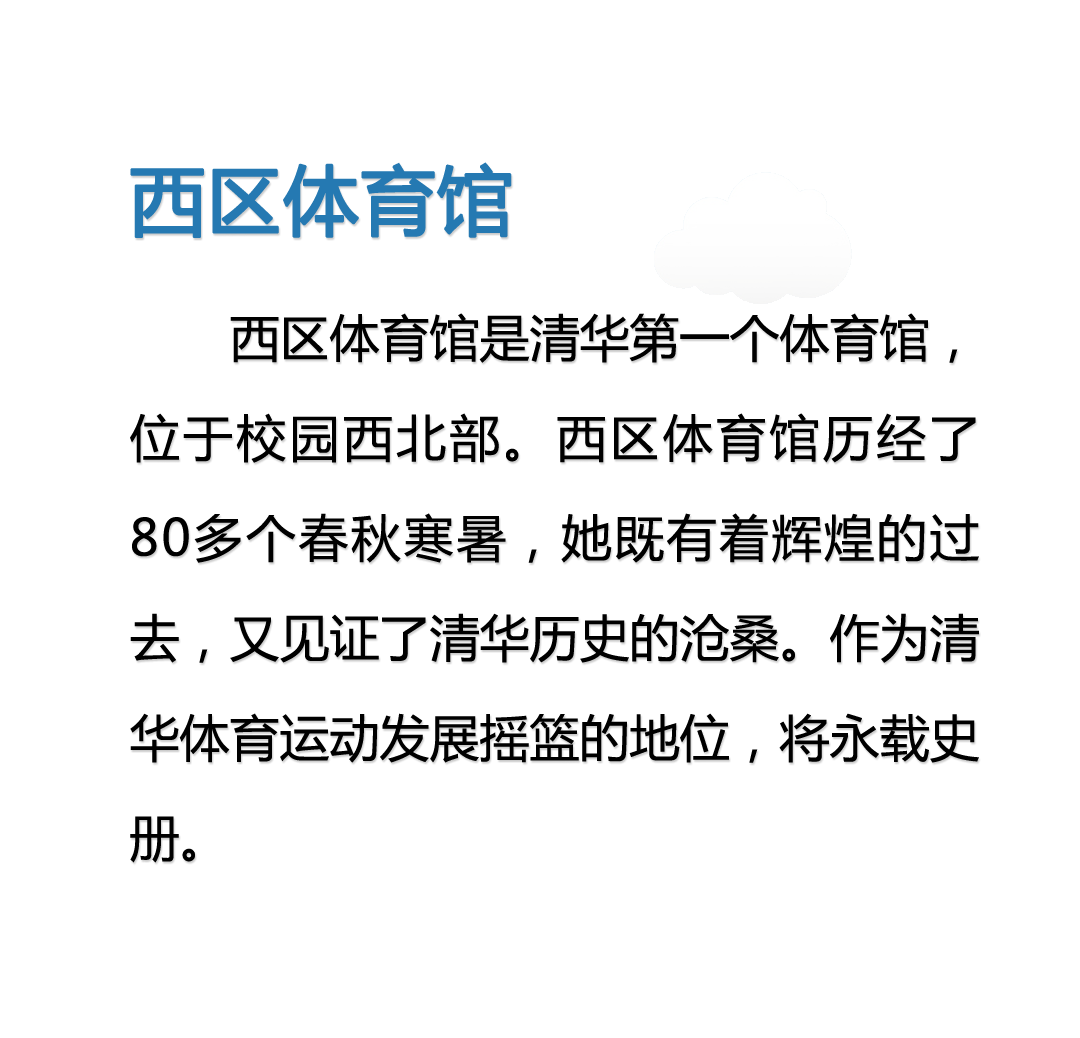 西区体育馆
西区体育馆是清华第一个体育馆，
位于校园西北部。西区体育馆历经了
80多个春秋寒暑，她既有着辉煌的过
去，又见证了清华历史的沧桑。作为清
华体育运动发展摇篮的地位，将永载史
册。